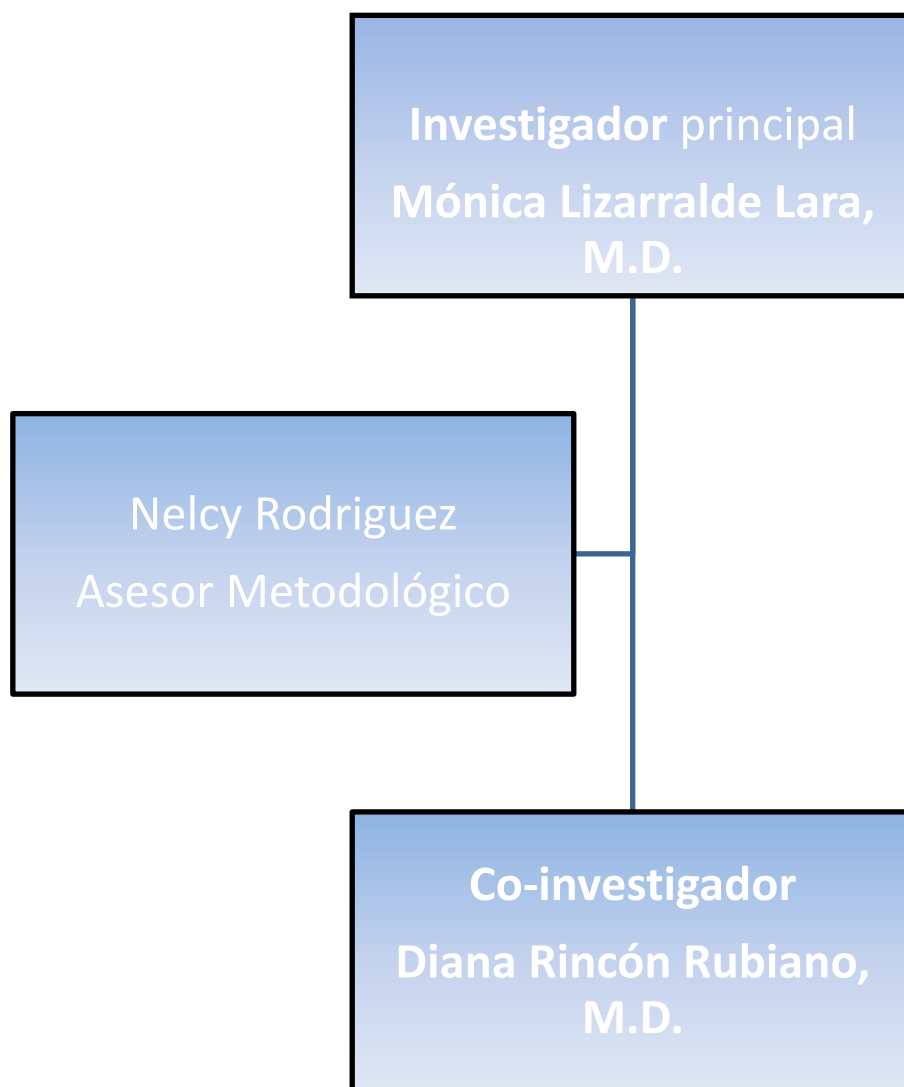 Investigador principal
Mónica Lizarralde Lara,
M.D.
Nelcy Rodriguez
Asesor Metodológico
Co-investigador
Diana Rincón Rubiano,
M.D.